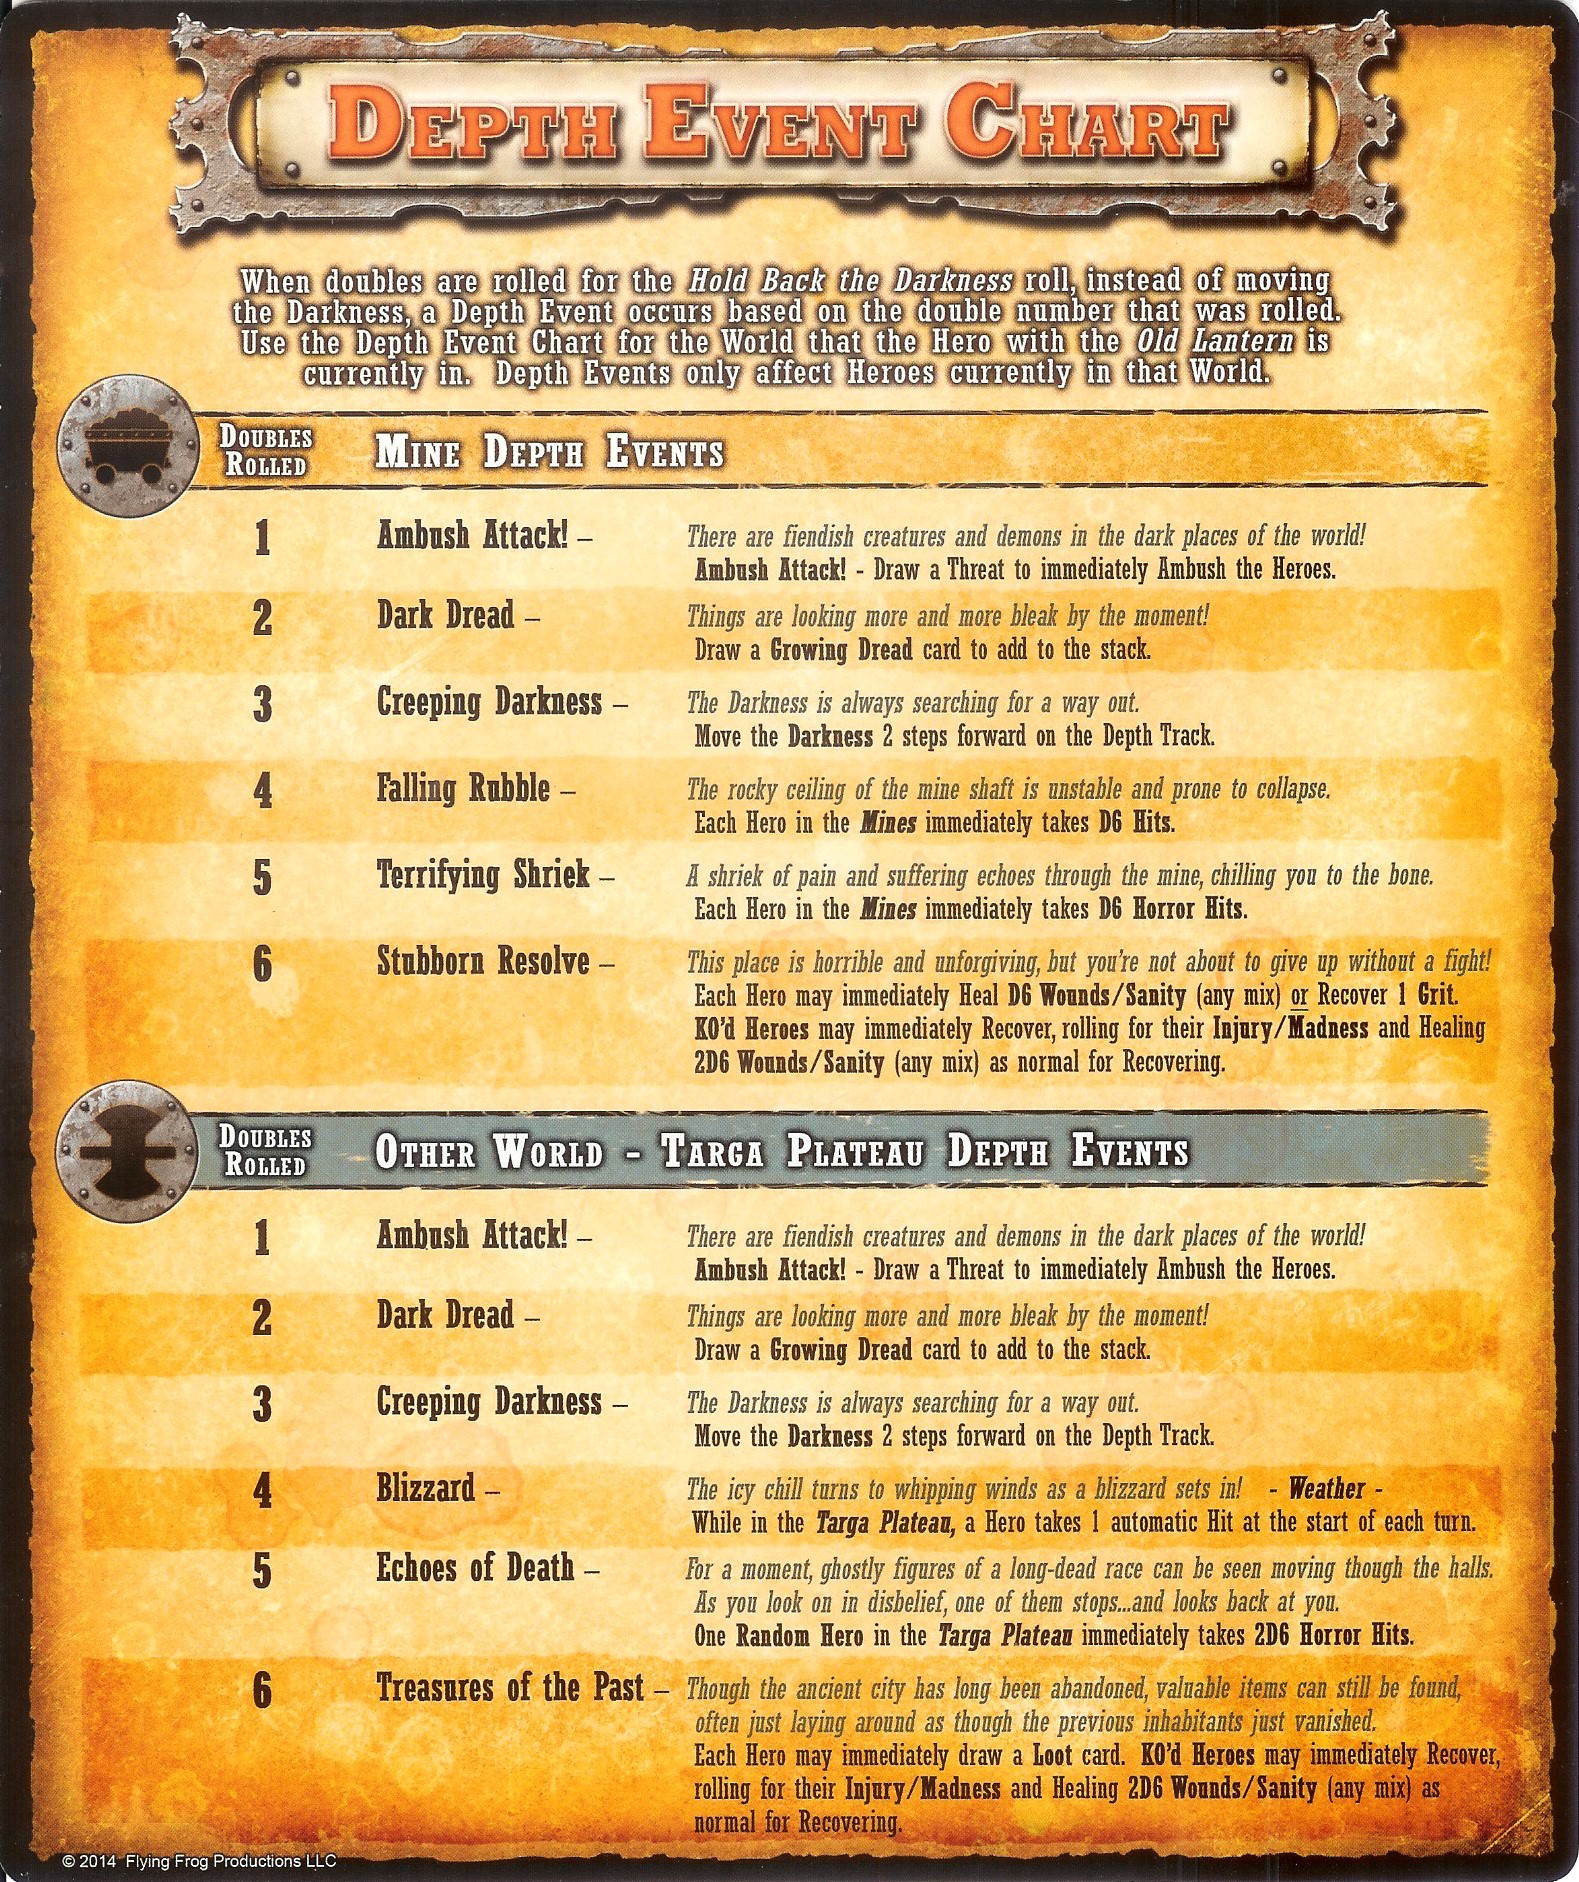 DEPTH EVENT CHART
When doubles are rolled for the Hold Back the Darkness roll, instead of moving
the Darkness, a Depth Event occurs based on the double number that was rolled.
Use the Depth Event Chart for the World that the Hero with the Old Lantern is
currently in. Depth Events only affect Heroes currently in that World.
DOUBLES
ROLLED
MINE DEPTH EVENTS
1 Ambush Attack! – There are fiendish creatures and demons in the dark places of the world!
Ambush Attack! - Draw a Threat to immediately Ambush the Heroes.
2 Dark Dread – Things are looking more and more bleak by the moment!
Draw a Growing Dread card to add to the stack.
3 Creeping Darkness – The Darkness is always searching for a way out.
Move the Darkness 2 steps forward on the Depth Track.
4 Falling Rubble – The rocky ceiling of the mine shaft is unstable and prone to collapse.
Each Hero in the Mines immediately takes D6 Hits.
5 Terrifying Shriek – A shriek of pain and suffering echoes through the mine, chilling you to the bone.
Each Hero in the Mines immediately takes D6 Horror Hits.
6 Stubborn Resolve – This place is horrible and unforgiving, but you're not about to give up without a fight!
Each Hero may immediately Heal D6 Wounds/Sanity (any mix) or Recover 1 Grit.
KO'd Heroes may immediately Recover, rolling for their Injury/Madness and Healing
2D6 Wounds/Sanity (any mix) as normal for Recovering.
DOUBLES
ROLLED
OTHER WORLD - TARGA PLATEAU DEPTH EVENTS
1 Ambush Attack! – There are fiendish creatures and demons in the dark places of the world!
Ambush Attack! - Draw a Threat to immediately Ambush the Heroes.
2 Dark Dread – Things are looking more and more bleak by the moment!
Draw a Growing Dread card to add to the stack.
3 Creeping Darkness – The Darkness is always searching for a way out.
Move the Darkness 2 steps forward on the Depth Track.
4 Blizzard – The icy chill turns to whipping winds as a blizzard sets in! - Weather -
While in the Targa Plateau, a Hero takes 1 automatic Hit at the start of each turn.
5 Echoes of Death – For a moment, ghostly figures of a long-dead race can be seen moving though the halls.
As you look on in disbelief, one of them stops...and looks back at you.
One Random Hero in the Targa Plateau immediately takes 2D6 Horror Hits.
6 Treasures of the Past – Though the ancient city has long been abandoned, valuable items can still be found,
often just laying around as though the previous inhabitants just vanished.
Each Hero may immediately draw a Loot card. KO'd Heroes may immediately Recover,
rolling for their Injury/Madness and Healing 2D6 Wounds/Sanity (any mix) as
normal for Recovering.
© 2014 Flying Frog Productions LLC